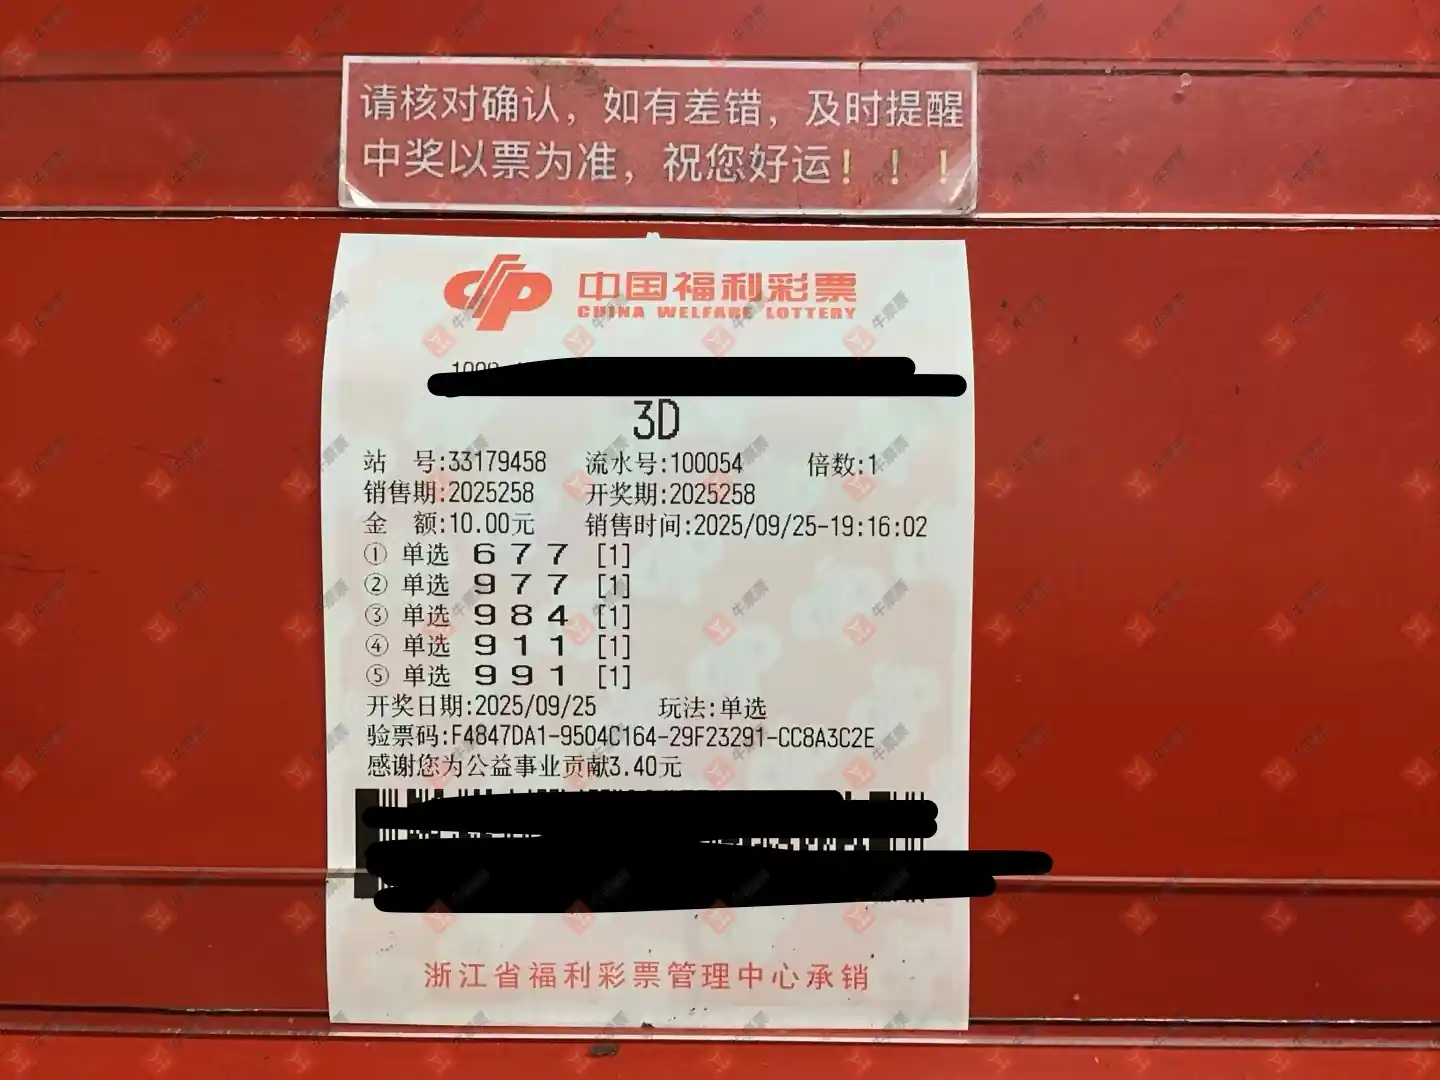 请核对确认，如有差错，及时提醒
中奖以票为准，祝您好运！！！
中国福利彩票
CHINA WELFARE LOTTERY
3D
站 号:33179458 流水号:100054 倍数:1
销售期:2025258 开奖期:2025258
金 额:10.00元 销售时间:2025/09/25-19:16:02
① 单选 6 7 7 [1]
② 单选 9 7 7 [1]
③ 单选 9 8 4 [1]
④ 单选 9 1 1 [1]
⑤ 单选 9 9 1 [1]
开奖日期:2025/09/25 玩法:单选
验票码:F4847DA1-9504C164-29F23291-CC8A3C2E
感谢您为公益事业贡献3.40元
浙江省福利彩票管理中心承销